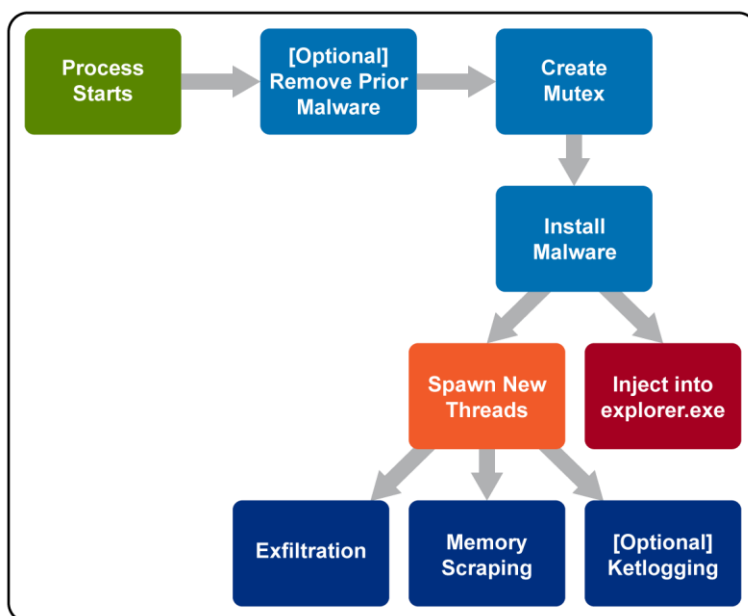 Process
Starts
[Optional]
Remove Prior
Malware
Create
Mutex
Install
Malware
Spawn New
Threads
Inject into
explorer.exe
Exfiltration
Memory
Scraping
[Optional]
Ketlogging